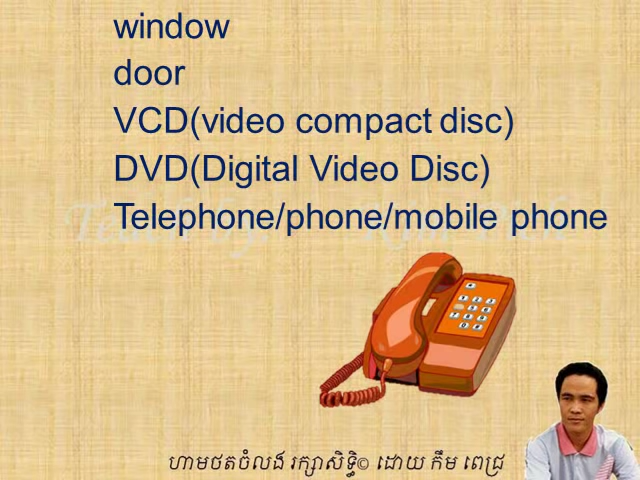 window
door
VCD(video compact disc)
DVD(Digital Video Disc)
Telephone/phone/mobile phone
ហាមថតចំលង រក្សាសិទ្ធិ© ដោយ កឹម ពេជ្រ